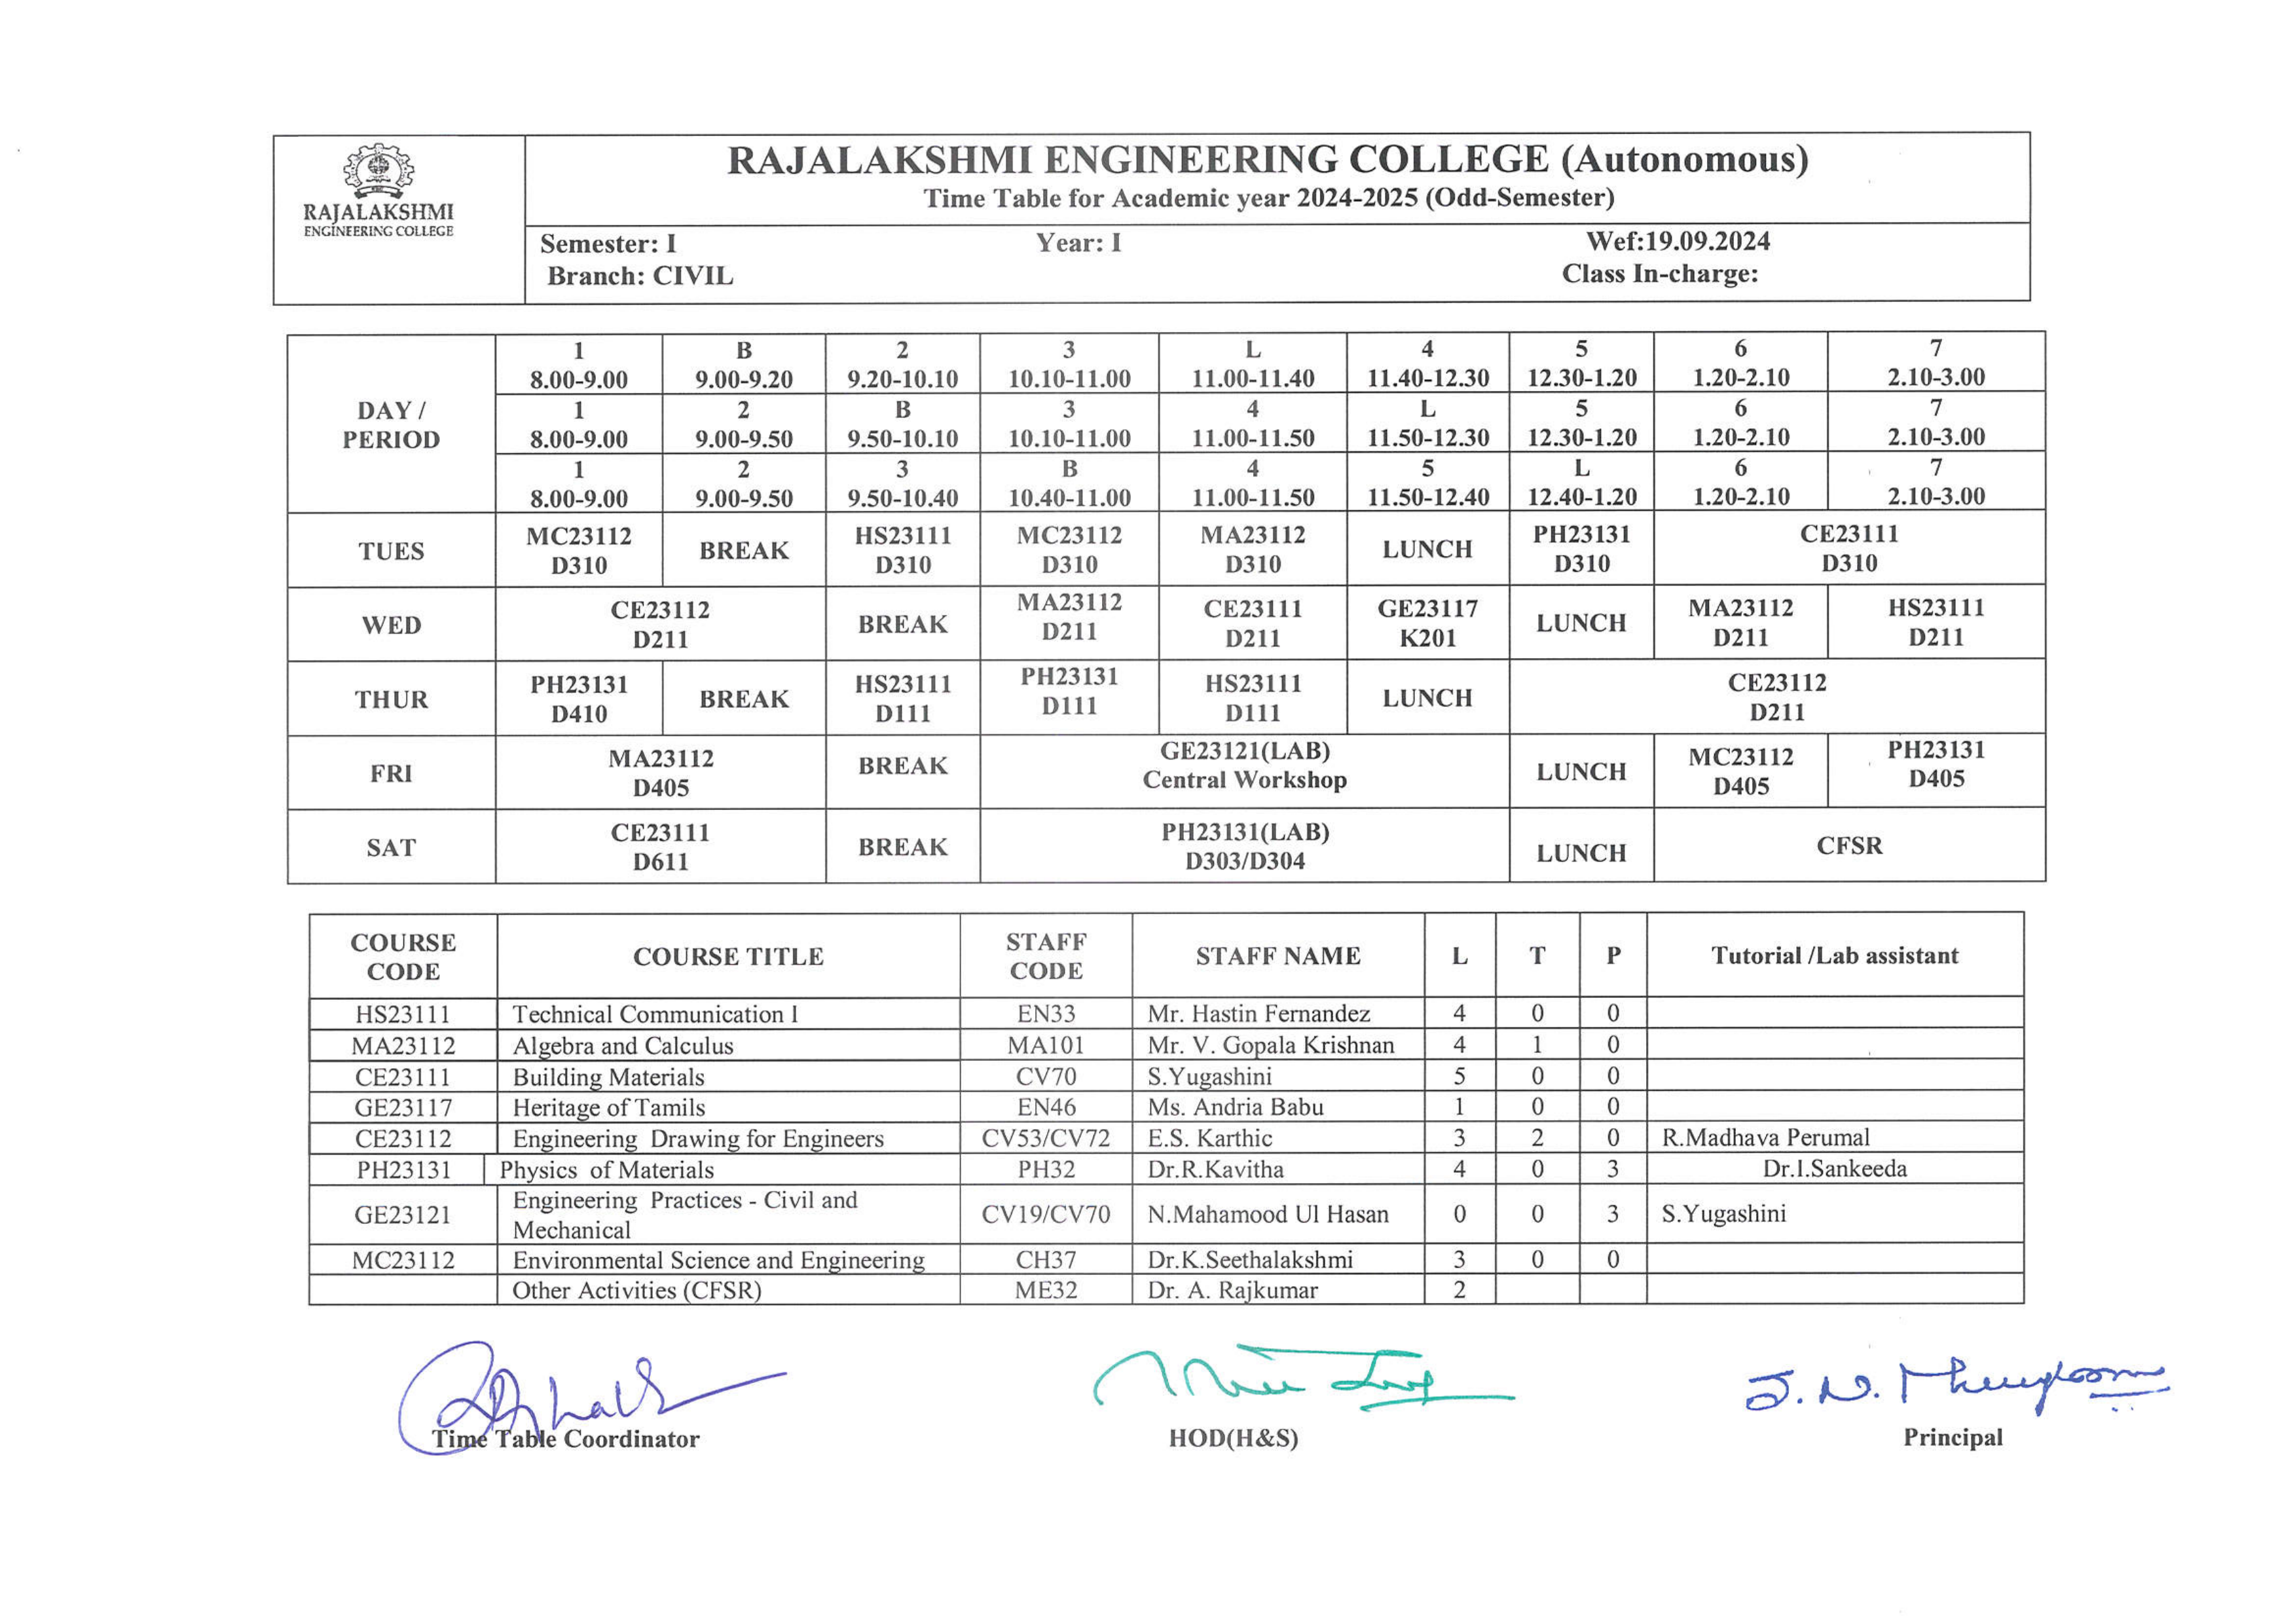 RAJALAKSHMI
ENGINEERING COLLEGE
RAJALAKSHMI ENGINEERING COLLEGE (Autonomous)
Time Table for Academic year 2024-2025 (Odd-Semester)
Semester: I Year: I Wef:19.09.2024
Branch: CIVIL Class In-charge:
DAY / PERIOD
1 B 2 3 L 4 5 6 7
8.00-9.00 9.00-9.20 9.20-10.10 10.10-11.00 11.00-11.40 11.40-12.30 12.30-1.20 1.20-2.10 2.10-3.00
1 2 B 3 4 L 5 6 7
8.00-9.00 9.00-9.50 9.50-10.10 10.10-11.00 11.00-11.50 11.50-12.30 12.30-1.20 1.20-2.10 2.10-3.00
1 2 3 B 4 5 L 6 7
8.00-9.00 9.00-9.50 9.50-10.40 10.40-11.00 11.00-11.50 11.50-12.40 12.40-1.20 1.20-2.10 2.10-3.00
TUES MC23112 D310 BREAK HS23111 D310 MC23112 D310 MA23112 D310 LUNCH PH23131 D310 CE23111 D310
WED CE23112 D211 BREAK MA23112 D211 CE23111 D211 GE23117 K201 LUNCH MA23112 D211 HS23111 D211
THUR PH23131 D410 BREAK HS23111 D111 PH23131 D111 HS23111 D111 LUNCH CE23112 D211
FRI MA23112 D405 BREAK GE23121(LAB) Central Workshop LUNCH MC23112 D405 PH23131 D405
SAT CE23111 D611 BREAK PH23131(LAB) D303/D304 LUNCH CFSR
COURSE CODE COURSE TITLE STAFF CODE STAFF NAME L T P Tutorial /Lab assistant
HS23111 Technical Communication I EN33 Mr. Hastin Fernandez 4 0 0
MA23112 Algebra and Calculus MA101 Mr. V. Gopala Krishnan 4 1 0
CE23111 Building Materials CV70 S.Yugashini 5 0 0
GE23117 Heritage of Tamils EN46 Ms. Andria Babu 1 0 0
CE23112 Engineering Drawing for Engineers CV53/CV72 E.S. Karthic 3 2 0 R.Madhava Perumal
PH23131 Physics of Materials PH32 Dr.R.Kavitha 4 0 3 Dr.I.Sankeeda
GE23121 Engineering Practices - Civil and Mechanical CV19/CV70 N.Mahamood Ul Hasan 0 0 3 S.Yugashini
MC23112 Environmental Science and Engineering CH37 Dr.K.Seethalakshmi 3 0 0
Other Activities (CFSR) ME32 Dr. A. Rajkumar 2
Time Table Coordinator HOD(H&S) Principal